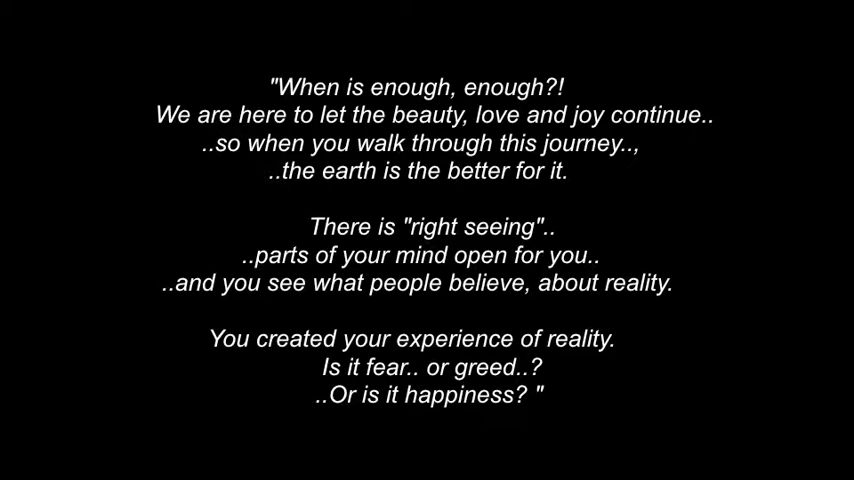 "When is enough, enough?!
We are here to let the beauty, love and joy continue..
..so when you walk through this journey..,
..the earth is the better for it.
There is "right seeing"..
..parts of your mind open for you..
..and you see what people believe, about reality.
You created your experience of reality.
Is it fear.. or greed..?
..Or is it happiness? "